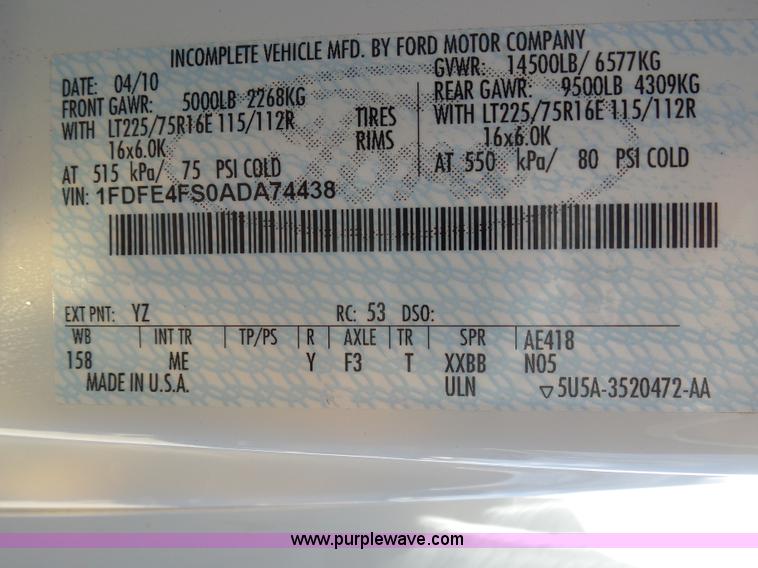 INCOMPLETE VEHICLE MFD. BY FORD MOTOR COMPANY
DATE: 04/10 GVWR: 14500LB/ 6577KG
FRONT GAWR: 5000LB 2268KG REAR GAWR: 9500LB 4309KG
WITH LT225/75R16E 115/112R TIRES WITH LT225/75R16E 115/112R
16x6.0K RIMS 16x6.0K
AT 515 kPa/ 75 PSI COLD AT 550 kPa/ 80 PSI COLD
VIN: 1FDFE4FS0ADA74438
EXT PNT: YZ RC: 53 DSO:
WB INT TR TP/PS R AXLE TR SPR AE418
158 ME Y F3 T XXBB N05
MADE IN U.S.A. ULN ▽5U5A-3520472-AA
www.purplewave.com